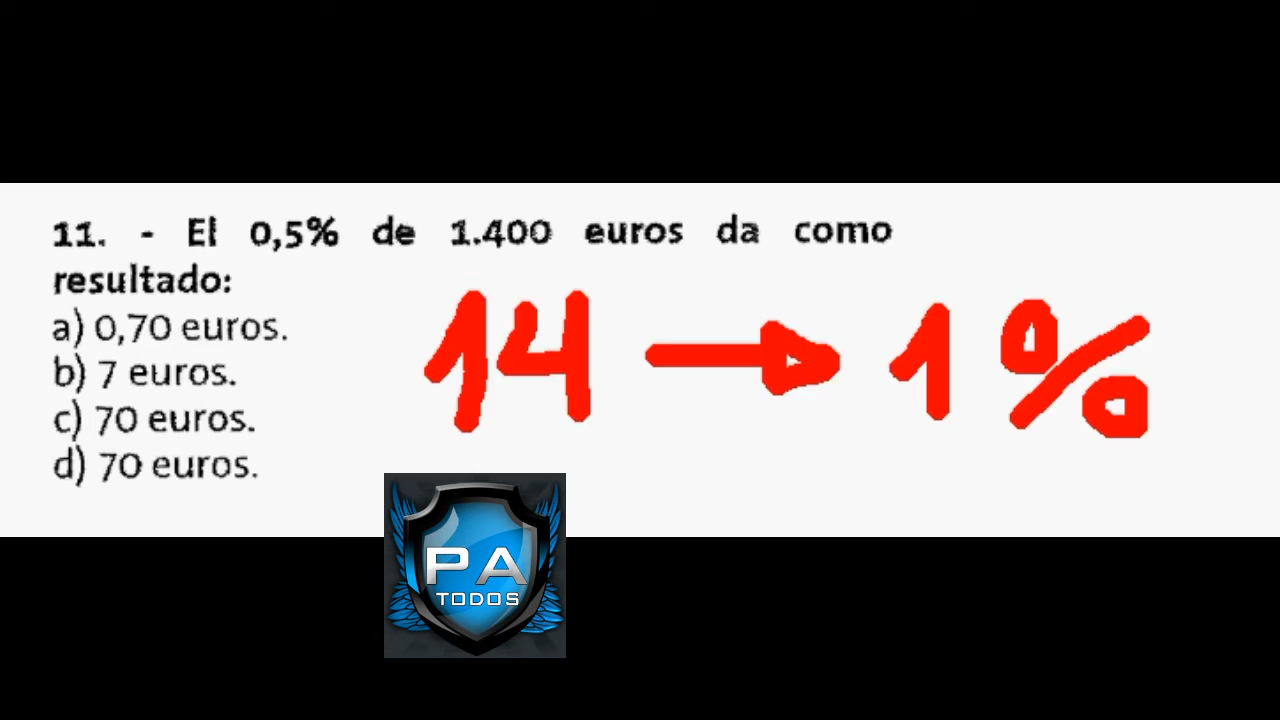 11. - El 0,5% de 1.400 euros da como
resultado:
a) 0,70 euros.
b) 7 euros.
c) 70 euros.
d) 70 euros.
14 → 1%
PA
TODOS